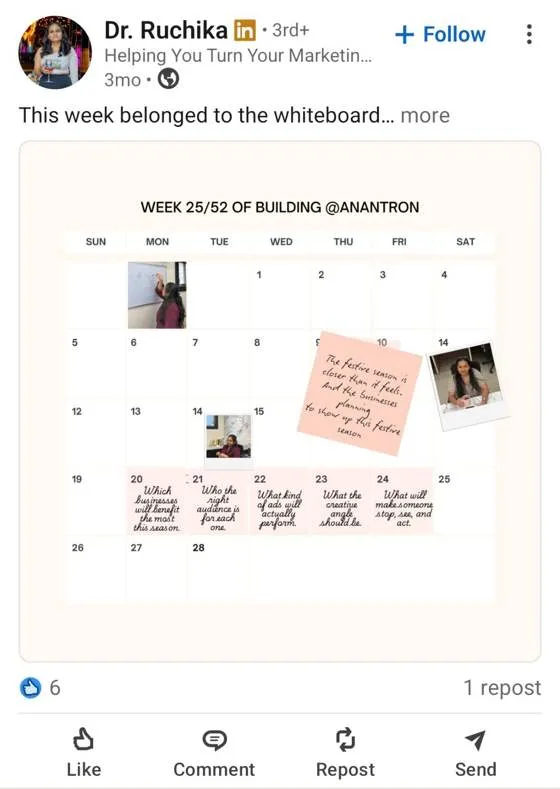 Dr. Ruchika in • 3rd+
+ Follow
Helping You Turn Your Marketin...
3mo •
This week belonged to the whiteboard... more
WEEK 25/52 OF BUILDING @ANANTRON
SUN MON TUE WED THU FRI SAT
1 2 3 4
5 6 7 8 9 10 14
The festive season is
closer than it feels.
And the businesses
planning
to show up this festive
season
12 13 14 15
19 20 21 22 23 24 25
Which
businesses
will benefit
the most
this season.
Who the
right
audience is
for each
one.
What kind
of ads will
actually
perform.
What the
creative
angle
should be.
What will
make someone
stop, see, and
act.
26 27 28
6
1 repost
Like Comment Repost Send